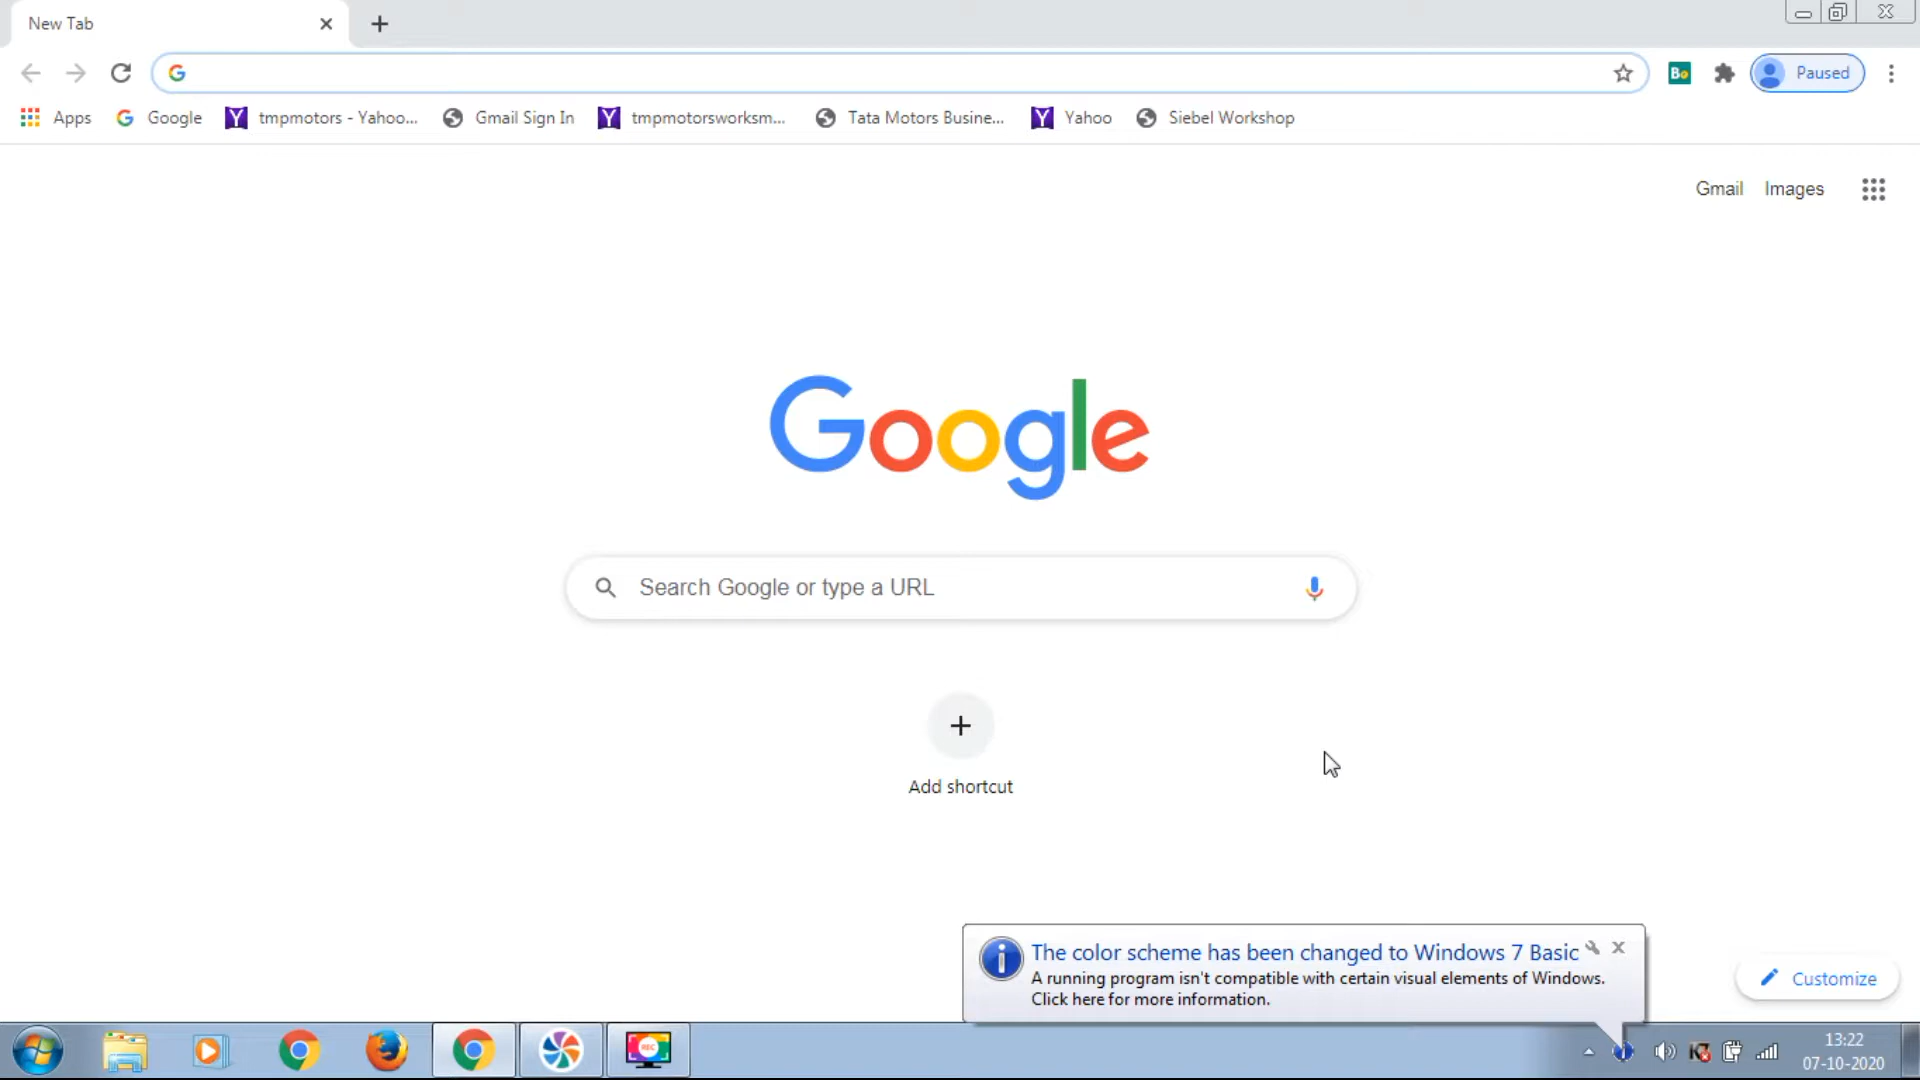 New Tab
Paused
Apps
Google
tmpmotors - Yahoo...
Gmail Sign In
tmpmotorsworksm...
Tata Motors Busine...
Yahoo
Siebel Workshop
Gmail
Images
Google
Search Google or type a URL
Add shortcut
The color scheme has been changed to Windows 7 Basic
A running program isn't compatible with certain visual elements of Windows.
Click here for more information.
Customize
REC
13:22
07-10-2020